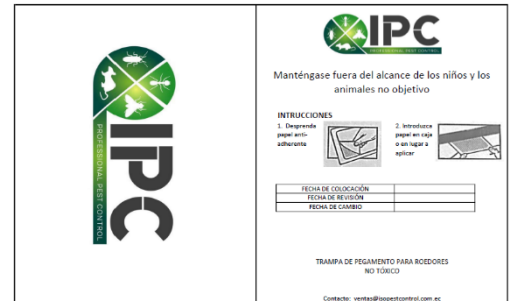 IPC
PROFESSIONAL PEST CONTROL
IPC
PROFESSIONAL PEST CONTROL
Manténgase fuera del alcance de los niños y los
animales no objetivo
INTRUCCIONES
1. Desprenda
papel anti-
adherente
2. Introduzca
papel en caja
o en lugar a
aplicar
FECHA DE COLOCACIÓN
FECHA DE REVISIÓN
FECHA DE CAMBIO
TRAMPA DE PEGAMENTO PARA ROEDORES
NO TÓXICO
Contacto: ventas@isopestcontrol.com.ec